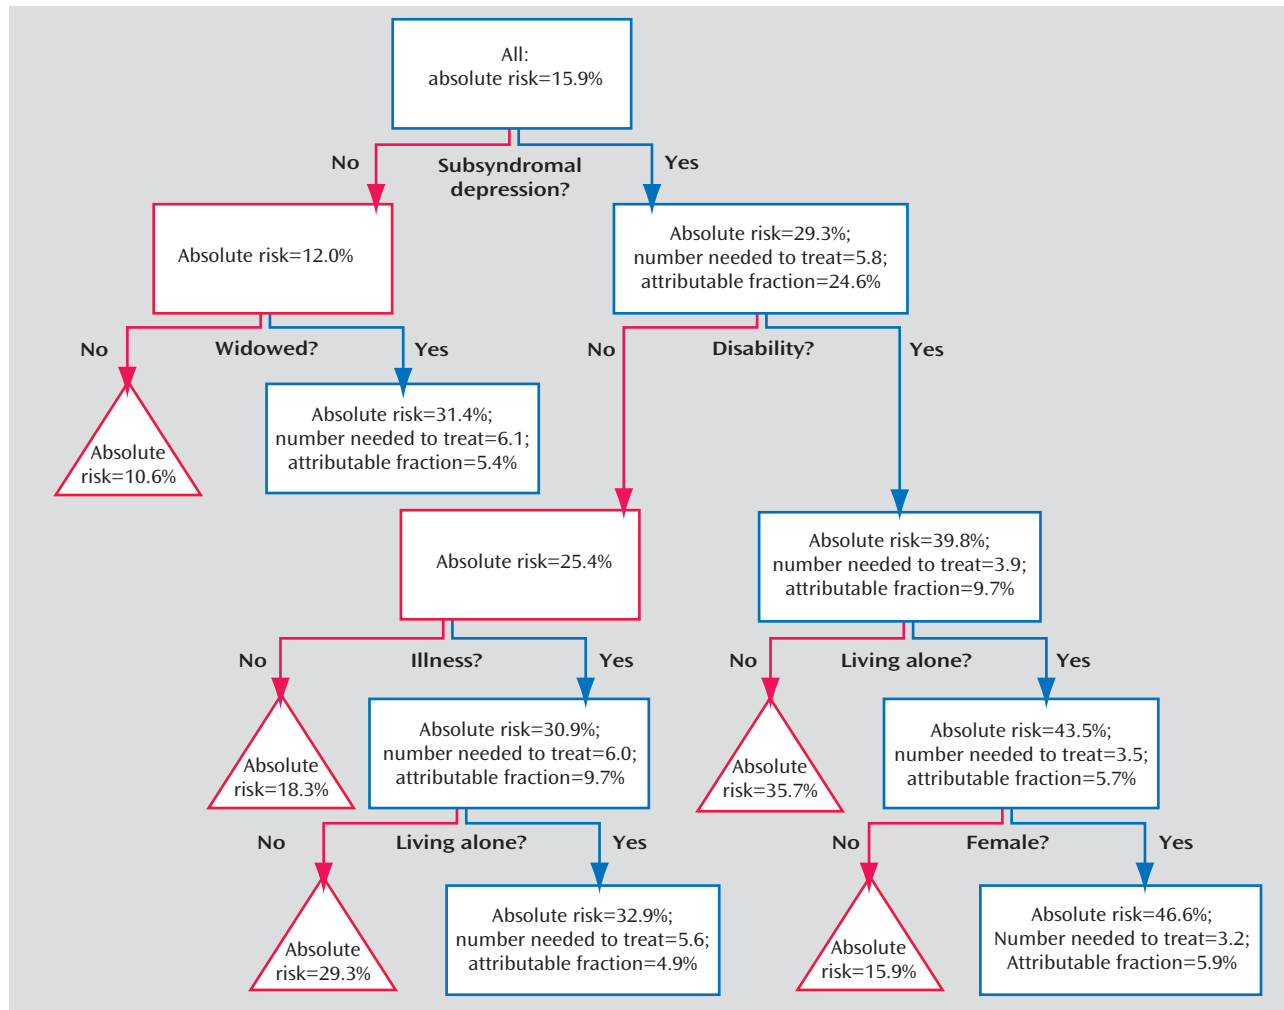 All:
absolute risk=15.9%
No
Subsyndromal
depression?
Yes
Absolute risk=12.0%
Absolute risk=29.3%;
number needed to treat=5.8;
attributable fraction=24.6%
No
Widowed?
Yes
No
Disability?
Yes
Absolute
risk=10.6%
Absolute risk=31.4%;
number needed to treat=6.1;
attributable fraction=5.4%
Absolute risk=25.4%
Absolute risk=39.8%;
number needed to treat=3.9;
attributable fraction=9.7%
No
Illness?
Yes
No
Living alone?
Yes
Absolute
risk=18.3%
Absolute risk=30.9%;
number needed to treat=6.0;
attributable fraction=9.7%
Absolute
risk=35.7%
Absolute risk=43.5%;
number needed to treat=3.5;
attributable fraction=5.7%
No
Living alone?
Yes
No
Female?
Yes
Absolute
risk=29.3%
Absolute risk=32.9%;
number needed to treat=5.6;
attributable fraction=4.9%
Absolute
risk=15.9%
Absolute risk=46.6%;
Number needed to treat=3.2;
Attributable fraction=5.9%